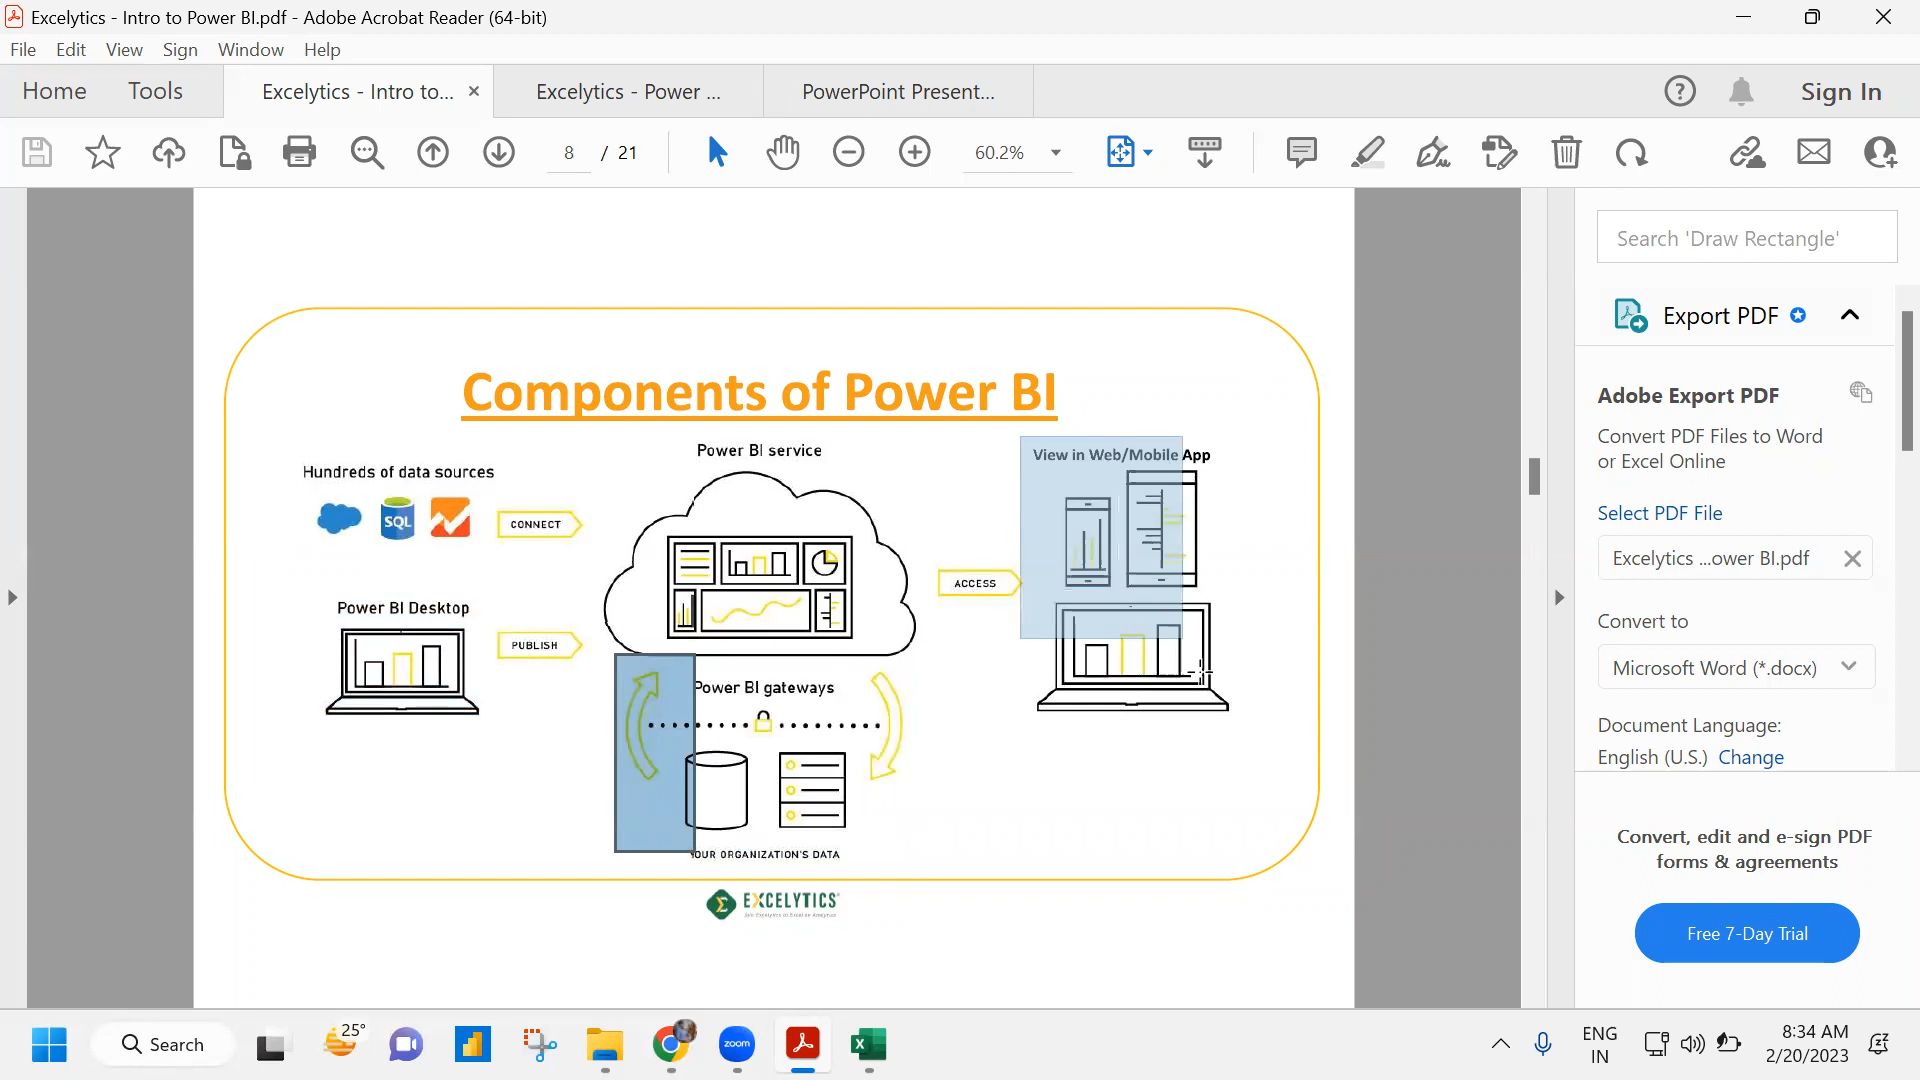 Excelytics - Intro to Power BI.pdf - Adobe Acrobat Reader (64-bit)
File Edit View Sign Window Help
Home Tools Excelytics - Intro to... Excelytics - Power ... PowerPoint Present... Sign In
8 / 21 60.2%
Search 'Draw Rectangle'
Export PDF
Adobe Export PDF
Convert PDF Files to Word
or Excel Online
Select PDF File
Excelytics ...ower BI.pdf
Convert to
Microsoft Word (*.docx)
Document Language:
English (U.S.) Change
Convert, edit and e-sign PDF
forms & agreements
Free 7-Day Trial
Components of Power BI
Hundreds of data sources
SQL
CONNECT
Power BI Desktop
PUBLISH
Power BI service
ACCESS
View in Web/Mobile App
Power BI gateways
YOUR ORGANIZATION'S DATA
EXCELYTICS
Search
25°
zoom
ENG
IN
8:34 AM
2/20/2023